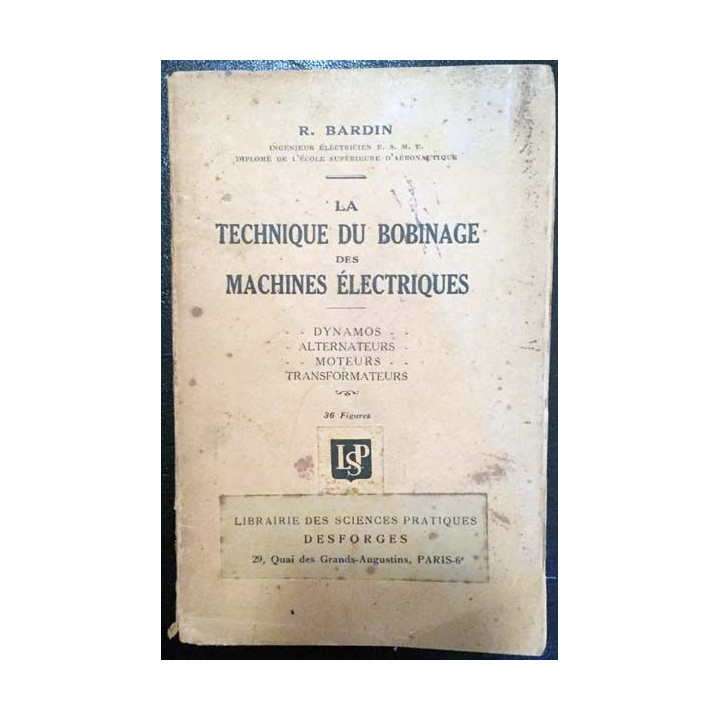 R. BARDIN
INGÉNIEUR ÉLECTRICIEN E. S. M. E.
DIPLOMÉ DE L'ÉCOLE SUPÉRIEURE D'AÉRONAUTIQUE
LA
TECHNIQUE DU BOBINAGE
DES
MACHINES ÉLECTRIQUES
- - DYNAMOS - -
- ALTERNATEURS -
- - MOTEURS - -
TRANSFORMATEURS
36 Figures
LSP
LIBRAIRIE DES SCIENCES PRATIQUES
DESFORGES
29, Quai des Grands-Augustins, PARIS-6e